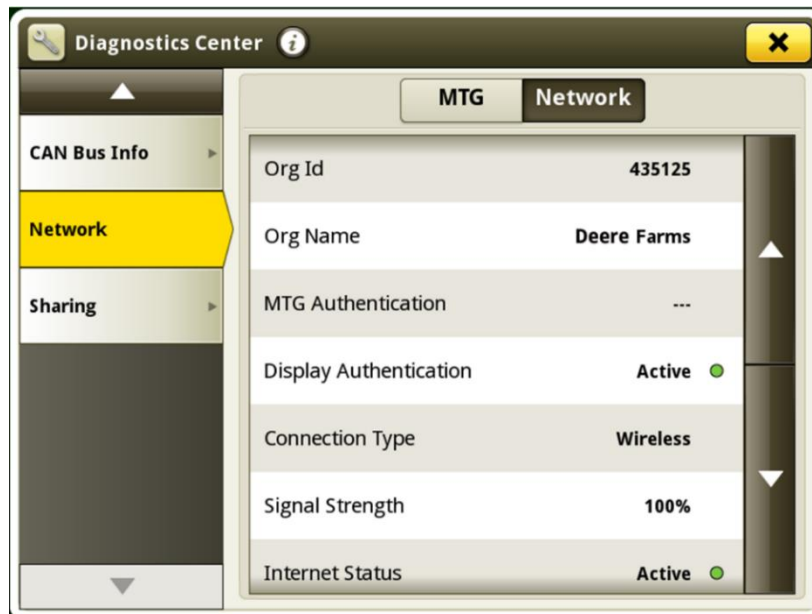 Diagnostics Center i
MTG Network
CAN Bus Info
Network
Sharing
Org Id 435125
Org Name Deere Farms
MTG Authentication ---
Display Authentication Active
Connection Type Wireless
Signal Strength 100%
Internet Status Active